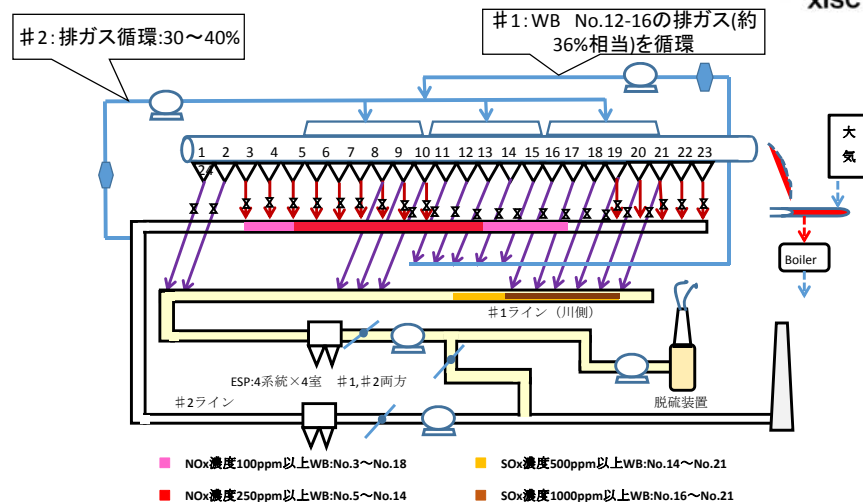 XISC
♯2:排ガス循環:30～40%
♯1:WB No.12-16の排ガス(約
36%相当)を循環
大
気
1 2 3 4 5 6 7 8 9 10 11 12 13 14 15 16 17 18 19 20 21 22 23
24
Boiler
♯1ライン（川側）
ESP:4系統×4室 ♯1,♯2両方
脱硫装置
♯2ライン
NOx濃度100ppm以上WB:No.3～No.18
SOx濃度500ppm以上WB:No.14～No.21
NOx濃度250ppm以上WB:No.5～No.14
SOx濃度1000ppm以上WB:No.16～No.21